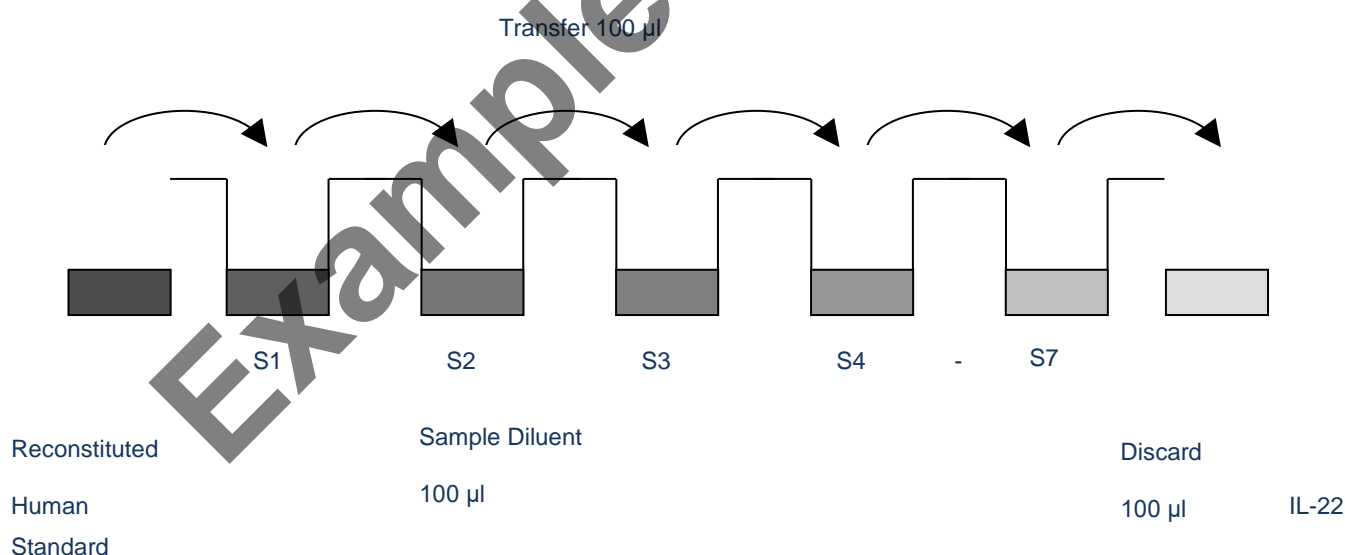 Transfer 100 µl
Example
S1 S2 S3 S4 - S7
Reconstituted
Human
Standard
Sample Diluent
100 µl
Discard
100 µl
IL-22